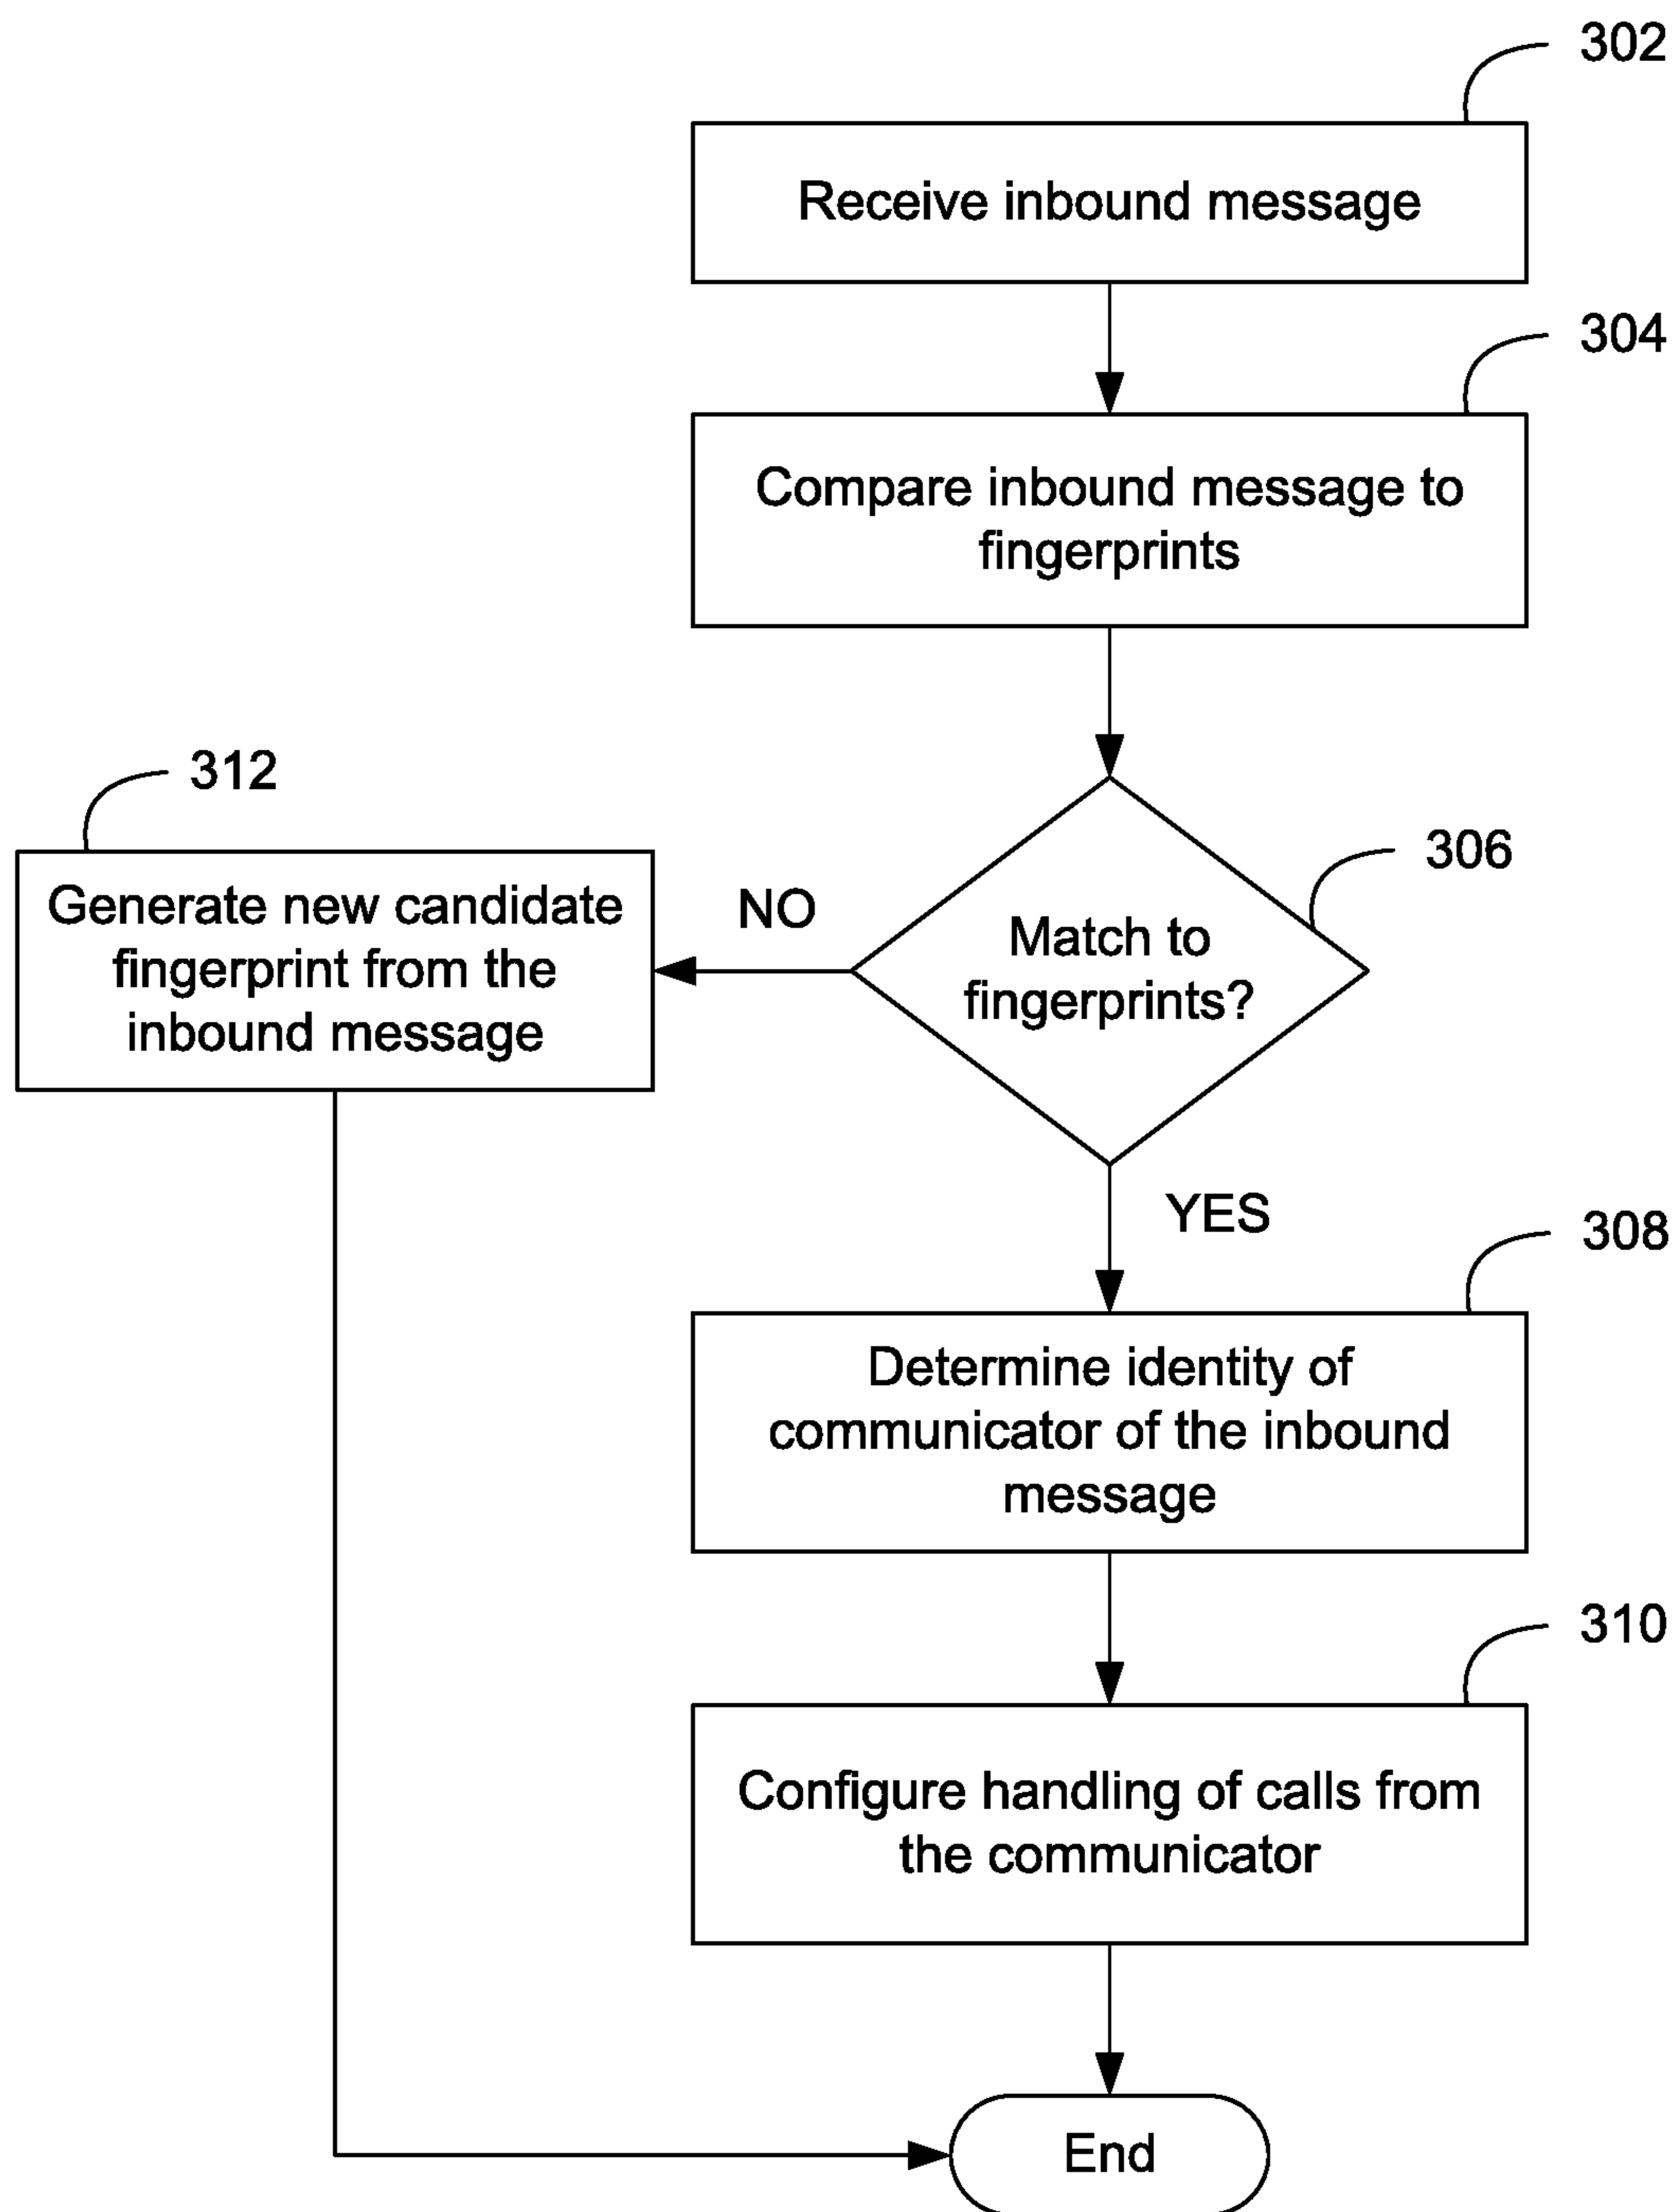 302
Receive inbound message
304
Compare inbound message to
fingerprints
312
306
Generate new candidate
fingerprint from the
inbound message
NO
Match to
fingerprints?
YES
308
Determine identity of
communicator of the inbound
message
310
Configure handling of calls from
the communicator
End